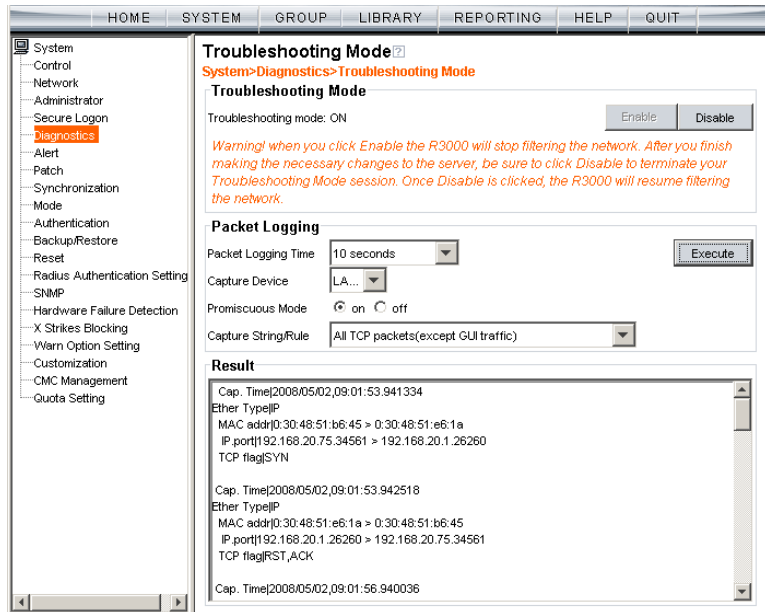 HOME SYSTEM GROUP LIBRARY REPORTING HELP QUIT
System
Control
Network
Administrator
Secure Logon
Diagnostics
Alert
Patch
Synchronization
Mode
Authentication
Backup/Restore
Reset
Radius Authentication Setting
SNMP
Hardware Failure Detection
X Strikes Blocking
Warn Option Setting
Customization
CMC Management
Quota Setting
Troubleshooting Mode?
System>Diagnostics>Troubleshooting Mode
Troubleshooting Mode
Troubleshooting mode: ON Enable Disable
Warning! when you click Enable the R3000 will stop filtering the network. After you finish
making the necessary changes to the server, be sure to click Disable to terminate your
Troubleshooting Mode session. Once Disable is clicked, the R3000 will resume filtering
the network.
Packet Logging
Packet Logging Time 10 seconds Execute
Capture Device LA...
Promiscuous Mode on off
Capture String/Rule All TCP packets(except GUI traffic)
Result
Cap. Time|2008/05/02,09:01:53.941334
Ether Type|IP
MAC addr|0:30:48:51:b6:45 > 0:30:48:51:e6:1a
IP.port|192.168.20.75.34561 > 192.168.20.1.26260
TCP flag|SYN
Cap. Time|2008/05/02,09:01:53.942518
Ether Type|IP
MAC addr|0:30:48:51:e6:1a > 0:30:48:51:b6:45
IP.port|192.168.20.1.26260 > 192.168.20.75.34561
TCP flag|RST,ACK
Cap. Time|2008/05/02,09:01:56.940036